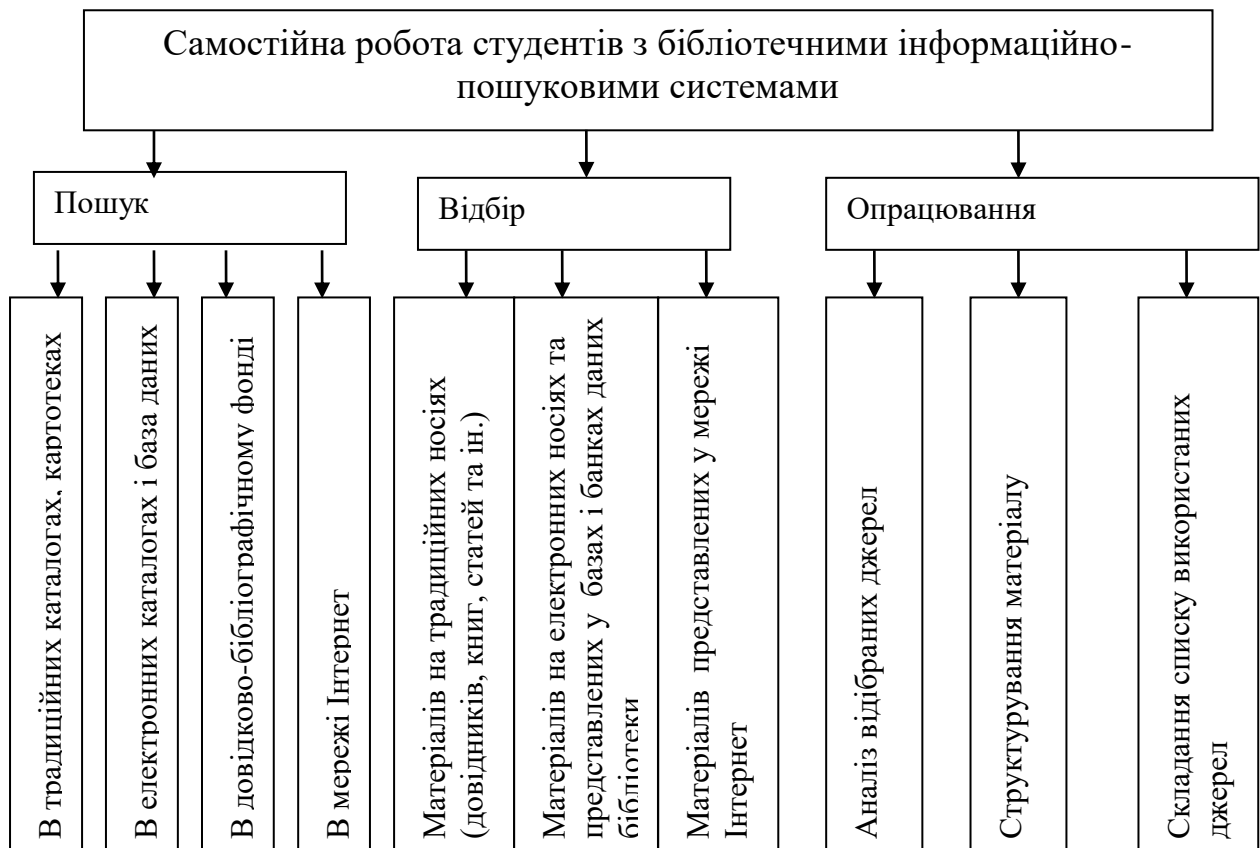 Самостійна робота студентів з бібліотечними інформаційно-
пошуковими системами
Пошук
Відбір
Опрацювання
В традиційних каталогах, картотеках
В електронних каталогах і база даних
В довідково-бібліографічному фонді
В мережі Інтернет
Матеріалів на традиційних носіях
(довідників, книг, статей та ін.)
Матеріалів на електронних носіях та
представлених у базах і банках даних
бібліотеки
Матеріалів представлених у мережі
Інтернет
Аналіз відібраних джерел
Структурування матеріалу
Складання списку використаних
джерел